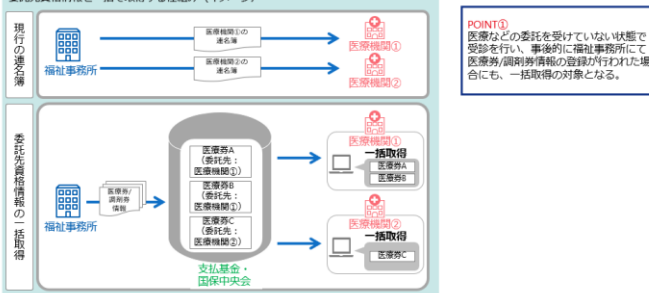 現行の連名簿
福祉事務所
医療機関①の
連名簿
医療機関②の
連名簿
医療機関①
医療機関②
委託先資格情報の一括取得
福祉事務所
医療券/
調剤券
情報
医療券A
(委託先:
医療機関①)
医療券B
(委託先:
医療機関①)
医療券C
(委託先:
医療機関②)
支払基金・
国保中央会
医療機関①
一括取得
医療券A
医療券B
医療機関②
一括取得
医療券C
POINT①
医療などの委託を受けていない状態で
受診を行い、事後的に福祉事務所にて
医療券/調剤券情報の登録が行われた場
合にも、一括取得の対象となる。